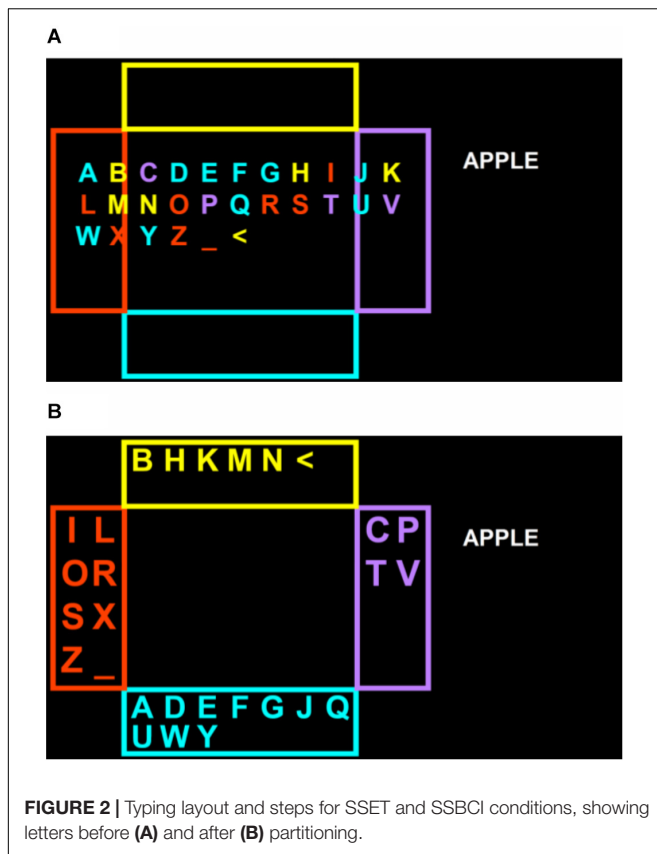 A
A B C D E F G H I J K
APPLE
L M N O P Q R S T U V
W X Y Z _ <
B
B H K M N <
I L
C P
APPLE
O R
T V
S X
Z _
A D E F G J Q
U W Y
FIGURE 2 | Typing layout and steps for SSET and SSBCI conditions, showing
letters before (A) and after (B) partitioning.